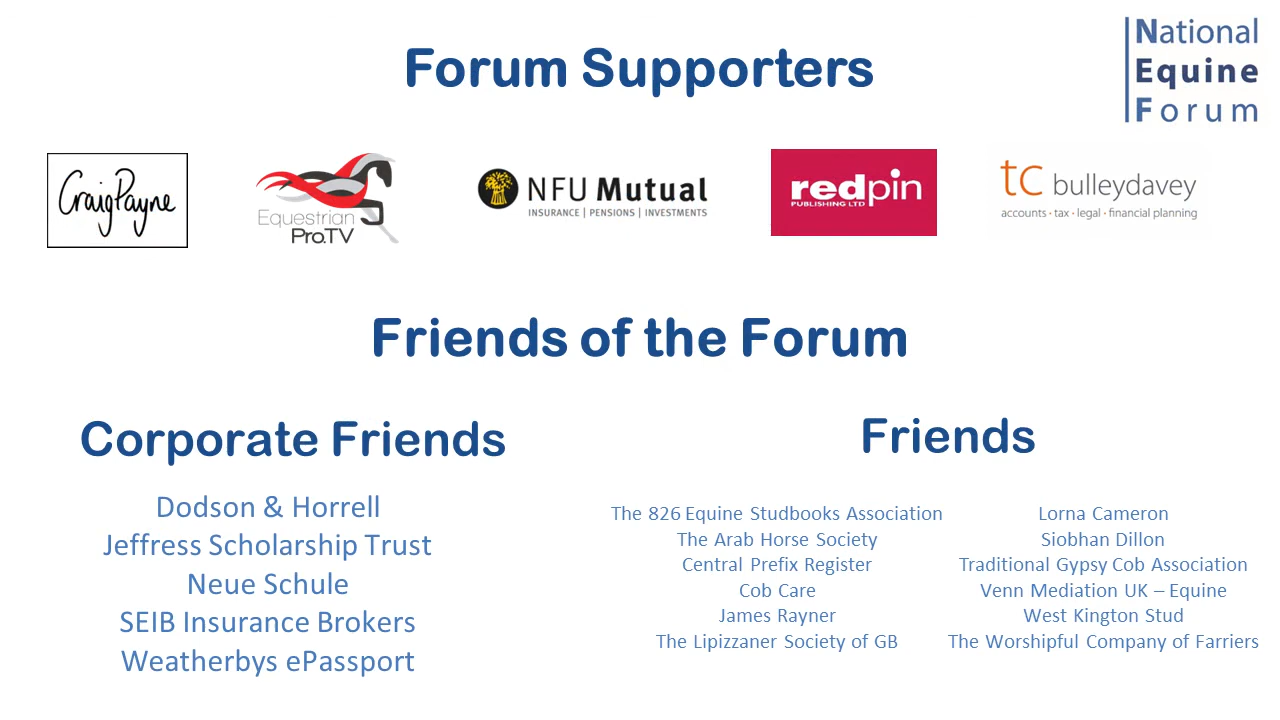 Forum Supporters
National
Equine
Forum
CraigPayne
Equestrian
Pro.TV
NFU Mutual
INSURANCE | PENSIONS | INVESTMENTS
redpin
PUBLISHING LTD
tc bulleydavey
accounts · tax · legal · financial planning
Friends of the Forum
Corporate Friends
Dodson & Horrell
Jeffress Scholarship Trust
Neue Schule
SEIB Insurance Brokers
Weatherbys ePassport
Friends
The 826 Equine Studbooks Association
The Arab Horse Society
Central Prefix Register
Cob Care
James Rayner
The Lipizzaner Society of GB
Lorna Cameron
Siobhan Dillon
Traditional Gypsy Cob Association
Venn Mediation UK – Equine
West Kington Stud
The Worshipful Company of Farriers